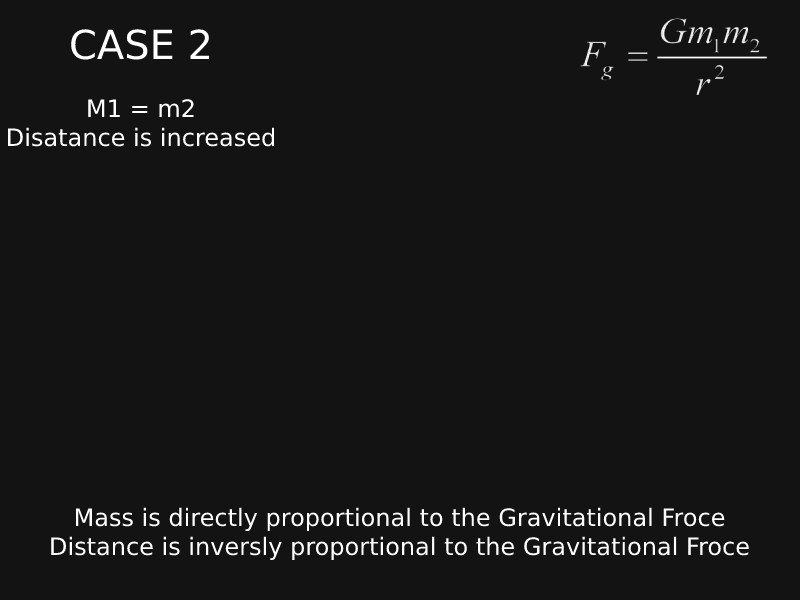 CASE 2
F_g = Gm_1m_2 / r^2
M1 = m2
Disatance is increased
Mass is directly proportional to the Gravitational Froce
Distance is inversly proportional to the Gravitational Froce